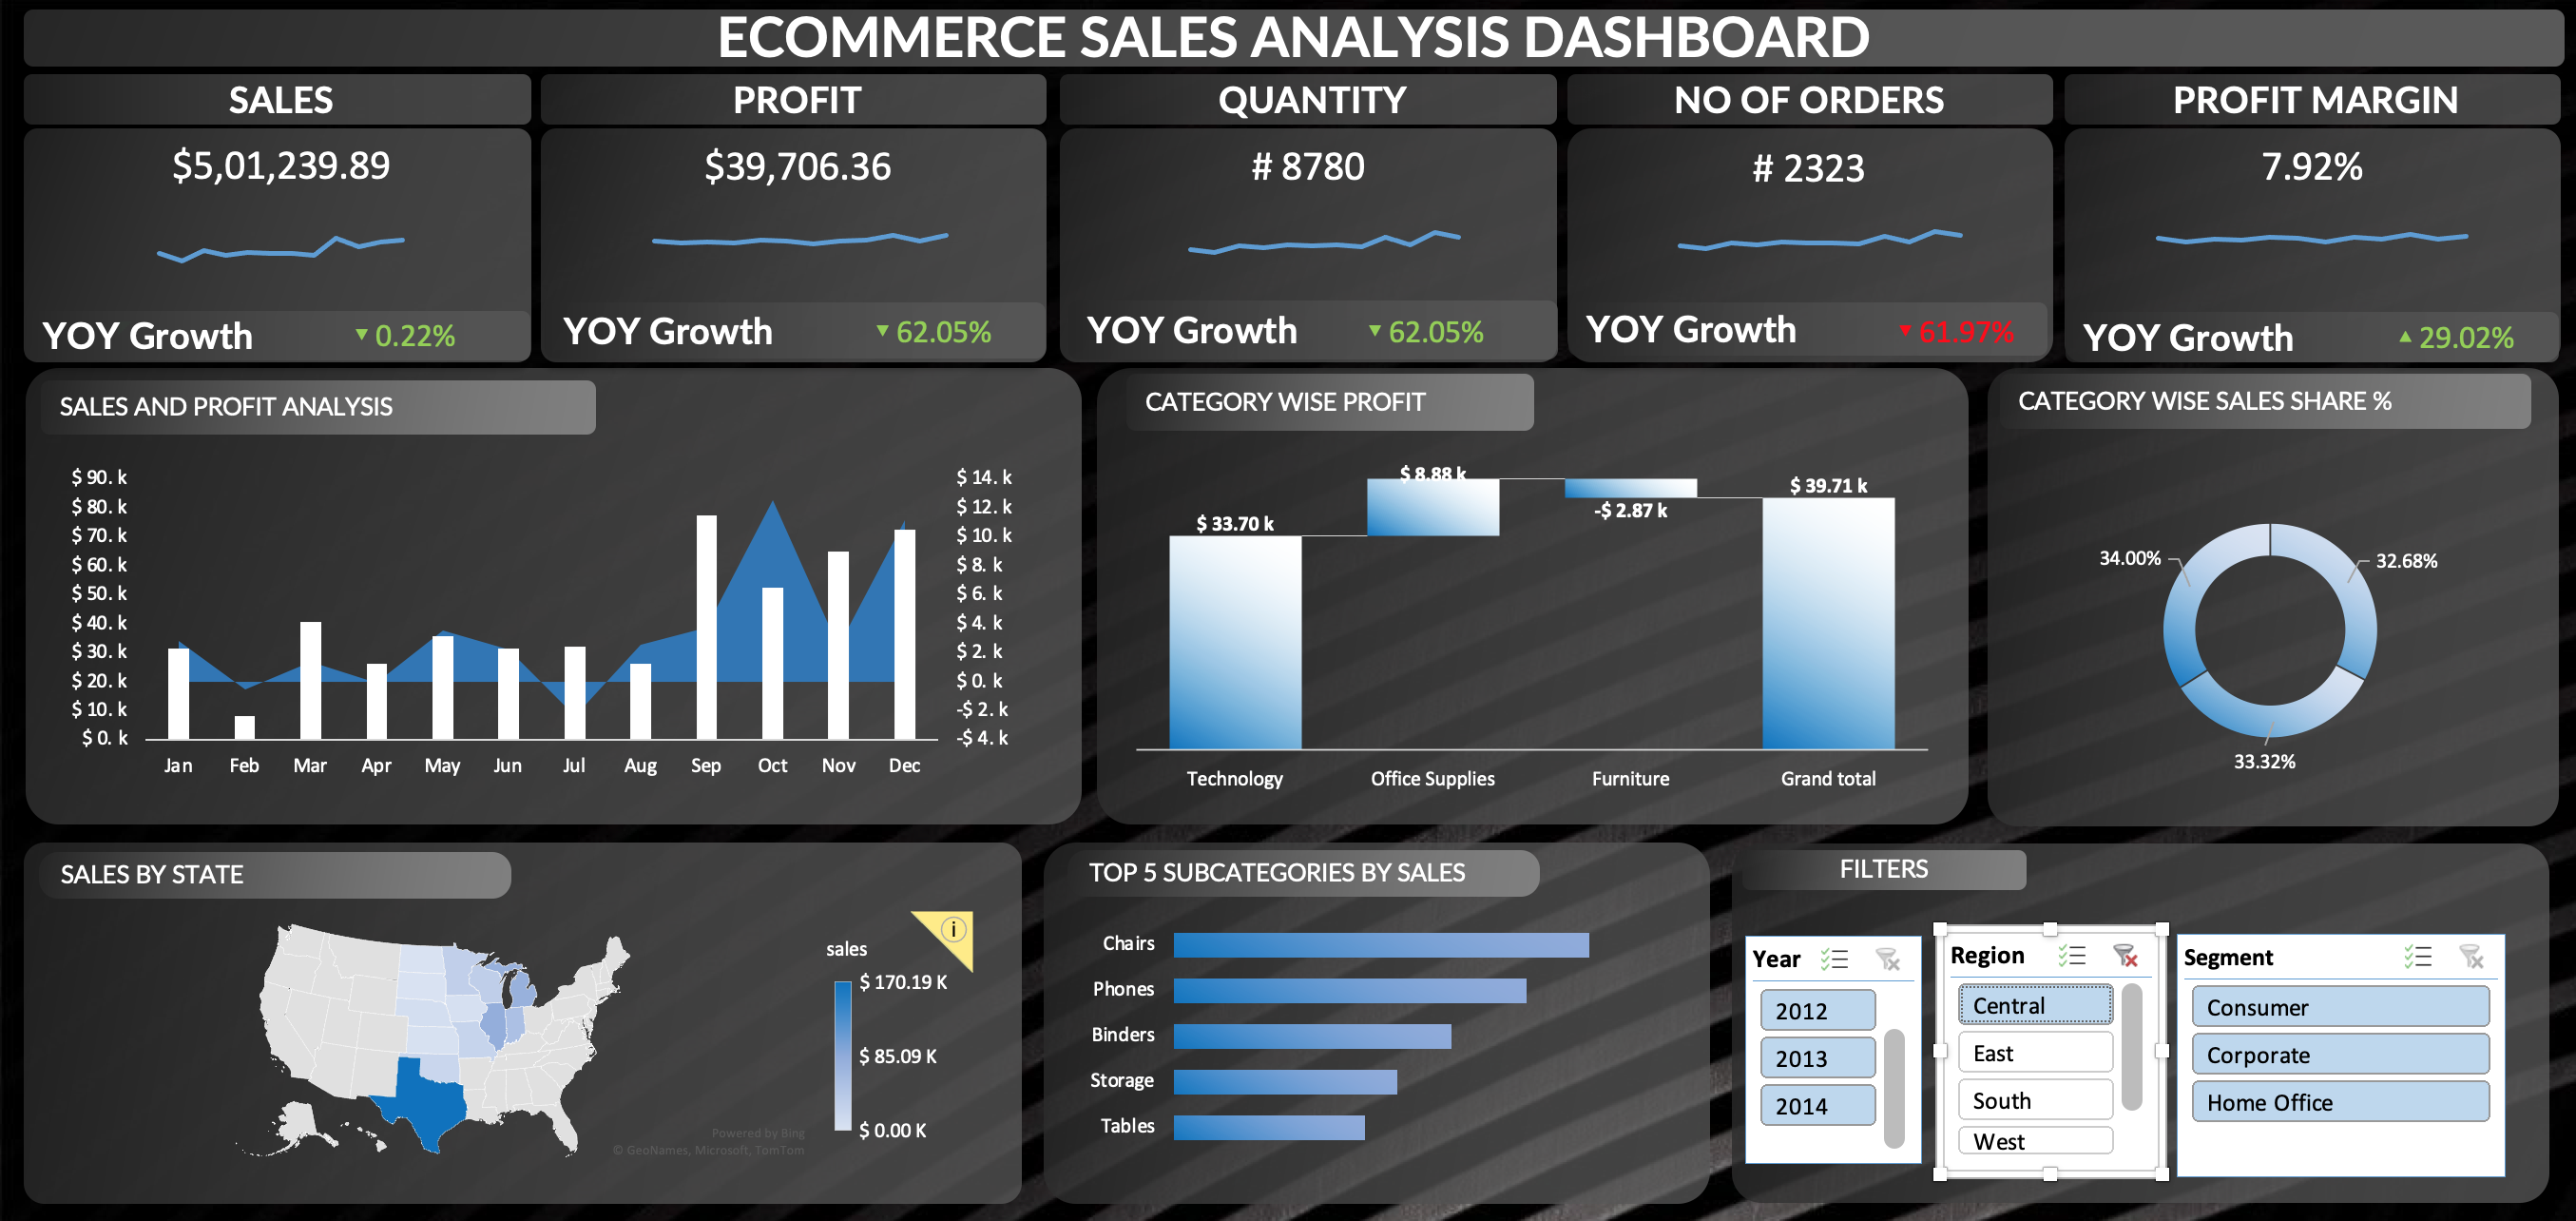 ECOMMERCE SALES ANALYSIS DASHBOARD
SALES
$5,01,239.89
YOY Growth ▼ 0.22%
PROFIT
$39,706.36
YOY Growth ▼ 62.05%
QUANTITY
# 8780
YOY Growth ▼ 62.05%
NO OF ORDERS
# 2323
YOY Growth ▼ 61.97%
PROFIT MARGIN
7.92%
YOY Growth ▲ 29.02%
SALES AND PROFIT ANALYSIS
$ 90. k
$ 80. k
$ 70. k
$ 60. k
$ 50. k
$ 40. k
$ 30. k
$ 20. k
$ 10. k
$ 0. k
$ 14. k
$ 12. k
$ 10. k
$ 8. k
$ 6. k
$ 4. k
$ 2. k
$ 0. k
-$ 2. k
-$ 4. k
Jan Feb Mar Apr May Jun Jul Aug Sep Oct Nov Dec
CATEGORY WISE PROFIT
$ 33.70 k
$ 8.88 k
-$ 2.87 k
$ 39.71 k
Technology Office Supplies Furniture Grand total
CATEGORY WISE SALES SHARE %
34.00%
32.68%
33.32%
SALES BY STATE
sales
$ 170.19 K
$ 85.09 K
$ 0.00 K
Powered by Bing
© GeoNames, Microsoft, TomTom
TOP 5 SUBCATEGORIES BY SALES
Chairs
Phones
Binders
Storage
Tables
FILTERS
Year
2012
2013
2014
Region
Central
East
South
West
Segment
Consumer
Corporate
Home Office